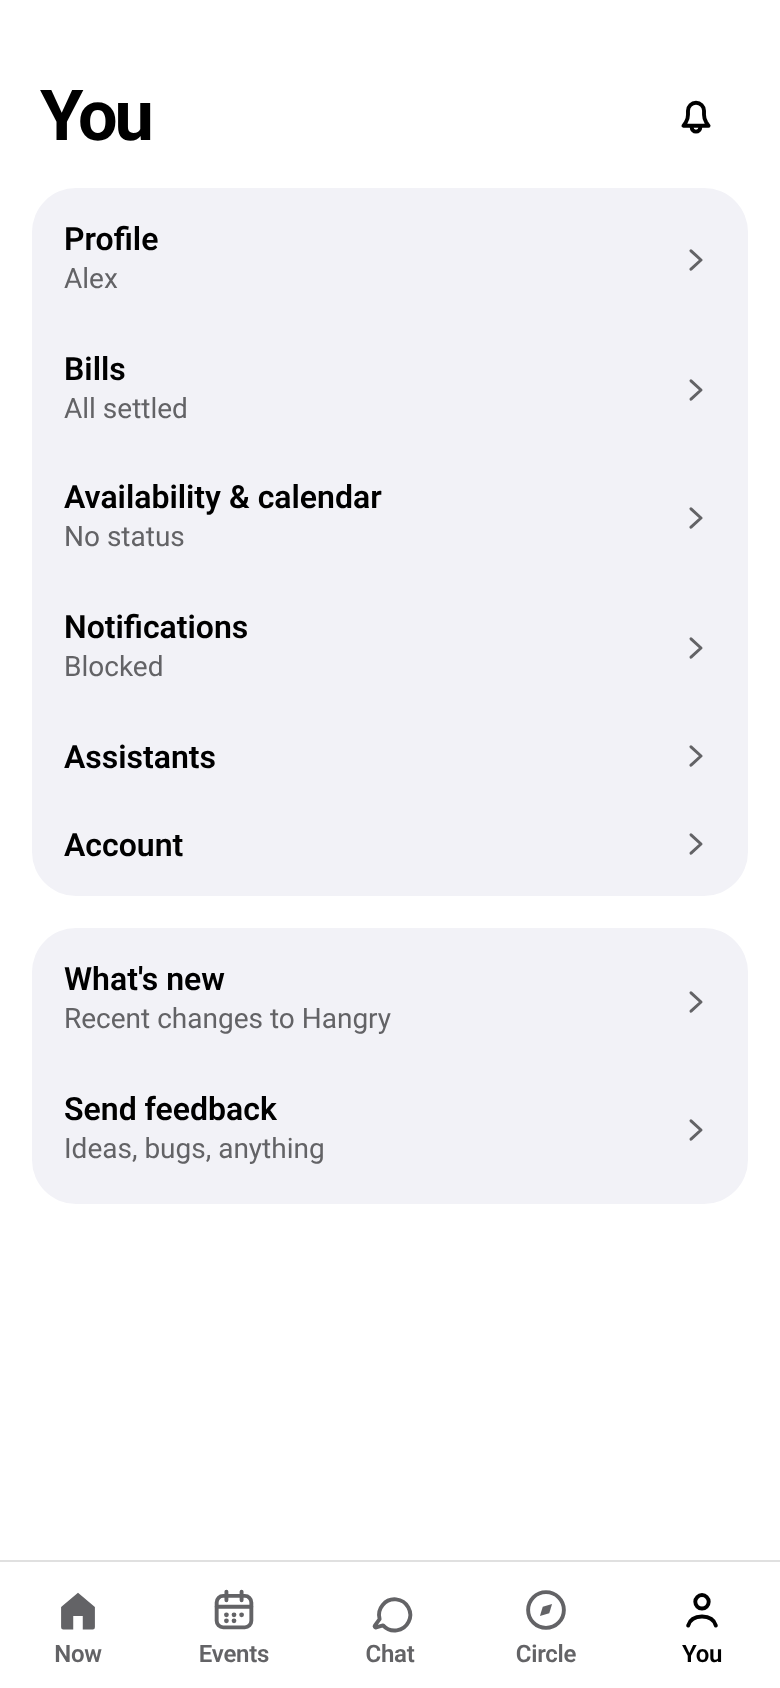 You
Profile
Alex
Bills
All settled
Availability & calendar
No status
Notifications
Blocked
Assistants
Account
What's new
Recent changes to Hangry
Send feedback
Ideas, bugs, anything
Now
Events
Chat
Circle
You